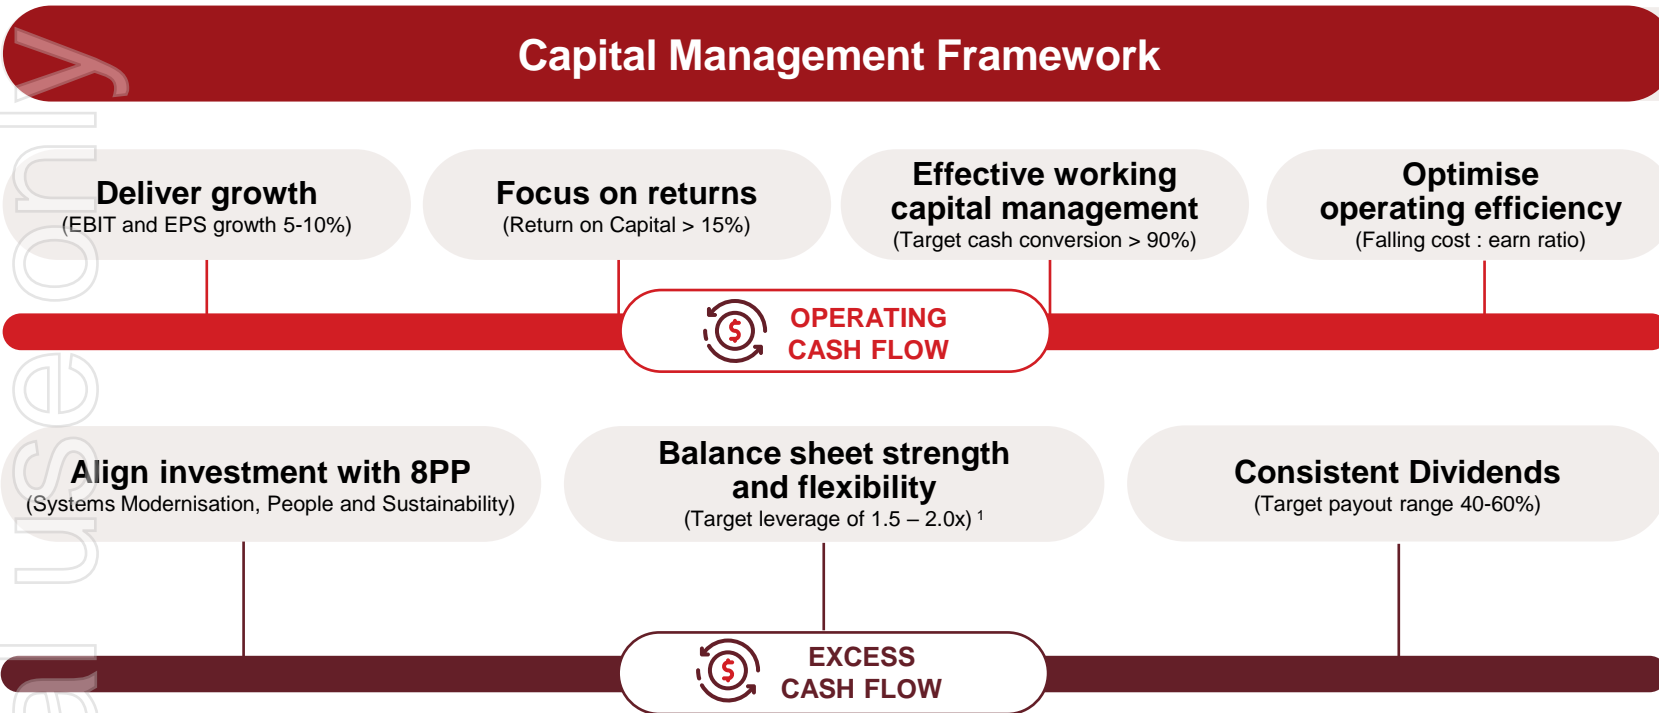 Capital Management Framework
Deliver growth
(EBIT and EPS growth 5-10%)
Focus on returns
(Return on Capital > 15%)
Effective working
capital management
(Target cash conversion > 90%)
Optimise
operating efficiency
(Falling cost : earn ratio)
OPERATING
CASH FLOW
Align investment with 8PP
(Systems Modernisation, People and Sustainability)
Balance sheet strength
and flexibility
(Target leverage of 1.5 – 2.0x) ¹
Consistent Dividends
(Target payout range 40-60%)
EXCESS
CASH FLOW
al use only